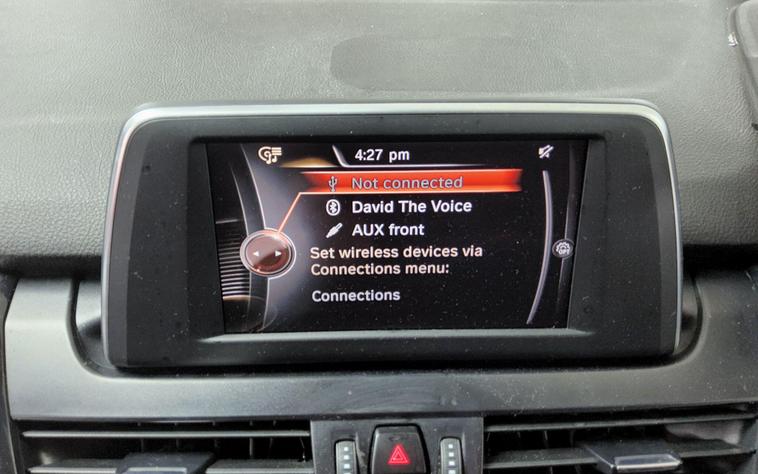 4:27 pm
Not connected
David The Voice
AUX front
Set wireless devices via
Connections menu:
Connections